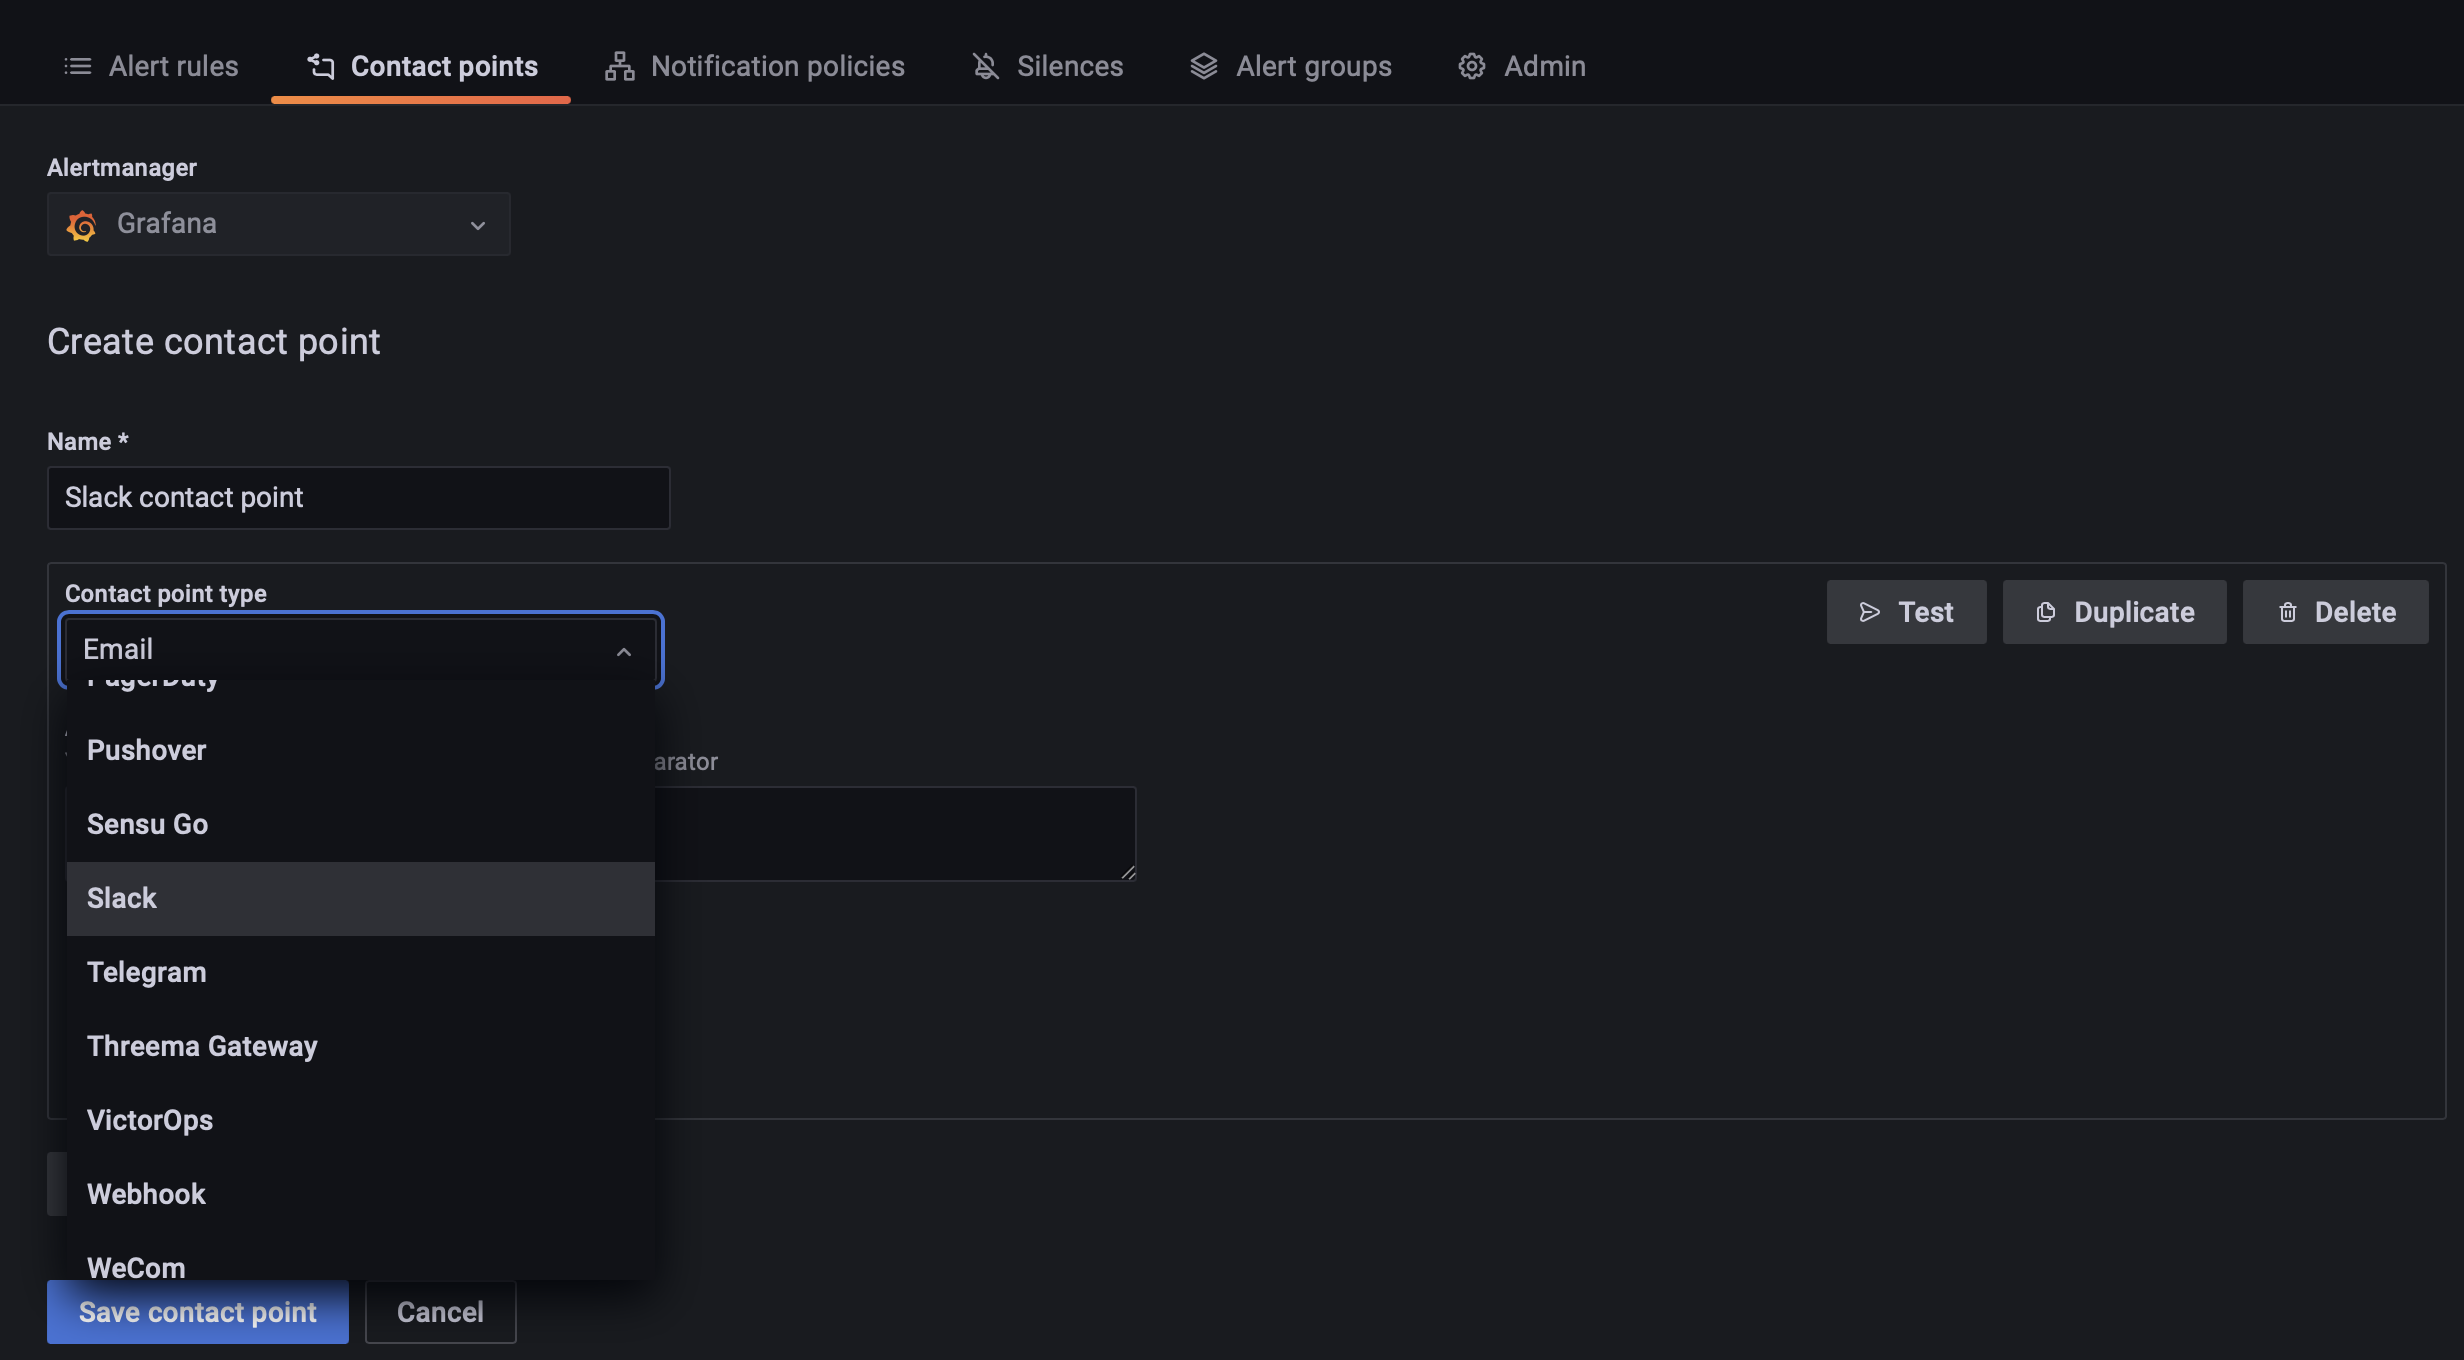 Alert rules Contact points Notification policies Silences Alert groups Admin
Alertmanager
Grafana
Create contact point
Name *
Slack contact point
Contact point type
Test Duplicate Delete
Email
PagerDuty
Pushover
arator
Sensu Go
Slack
Telegram
Threema Gateway
VictorOps
Webhook
WeCom
Save contact point Cancel